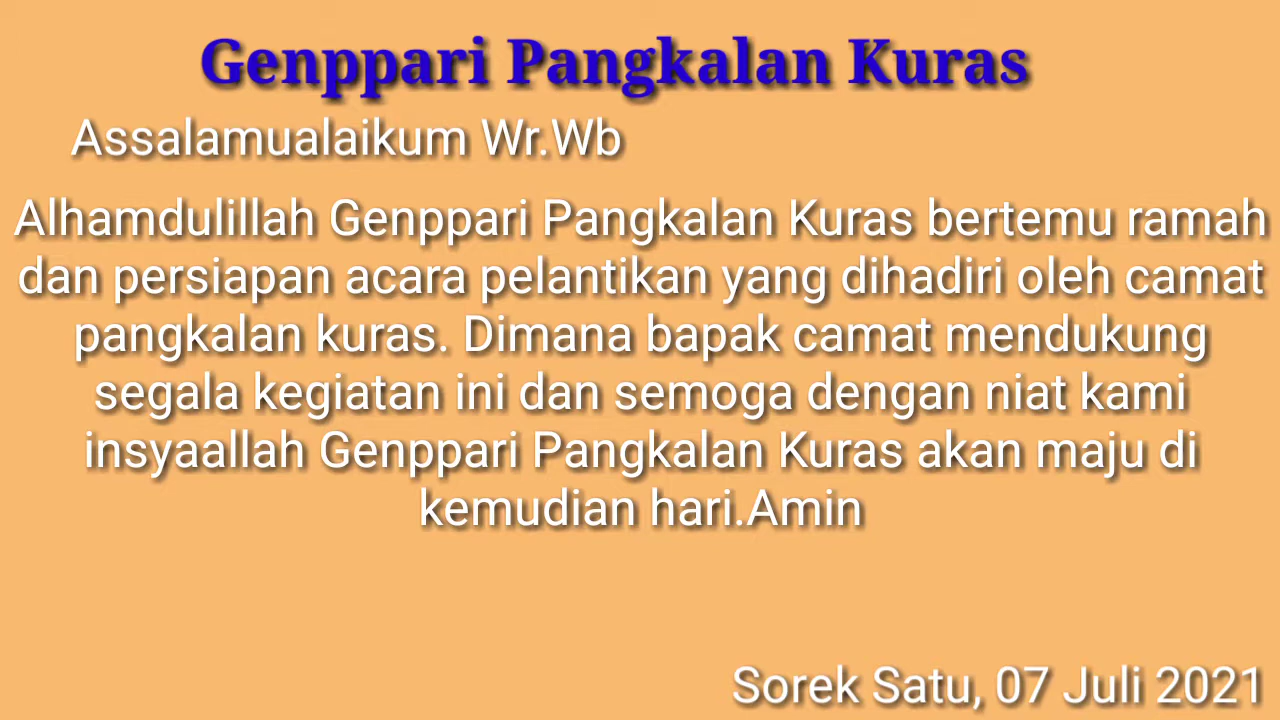 Genppari Pangkalan Kuras
Assalamualaikum Wr.Wb
Alhamdulillah Genppari Pangkalan Kuras bertemu ramah
dan persiapan acara pelantikan yang dihadiri oleh camat
pangkalan kuras. Dimana bapak camat mendukung
segala kegiatan ini dan semoga dengan niat kami
insyaallah Genppari Pangkalan Kuras akan maju di
kemudian hari.Amin
Sorek Satu, 07 Juli 2021